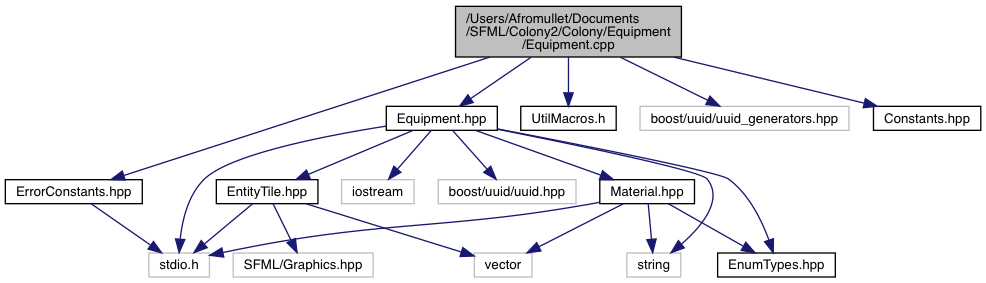 /Users/Afromullet/Documents
/SFML/Colony2/Colony/Equipment
/Equipment.cpp
Equipment.hpp
UtilMacros.h
boost/uuid/uuid_generators.hpp
Constants.hpp
ErrorConstants.hpp
EntityTile.hpp
iostream
boost/uuid/uuid.hpp
Material.hpp
stdio.h
SFML/Graphics.hpp
vector
string
EnumTypes.hpp